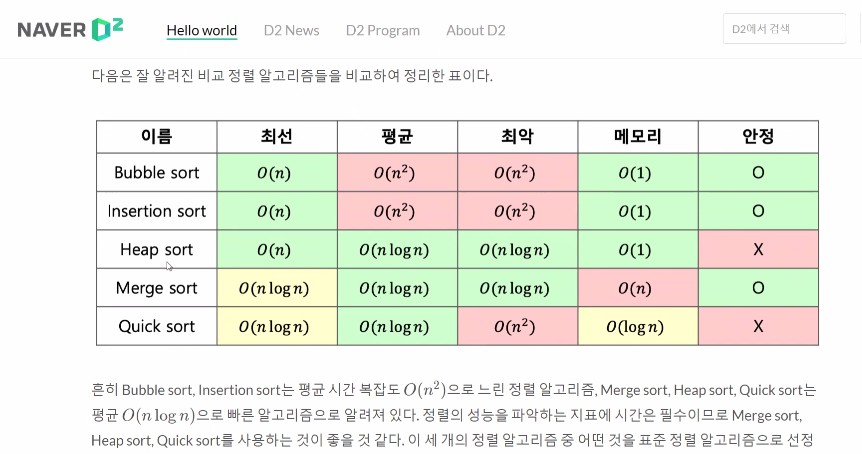 NAVER D2 Hello world D2 News D2 Program About D2 D2에서 검색
다음은 잘 알려진 비교 정렬 알고리즘들을 비교하여 정리한 표이다.
이름 최선 평균 최악 메모리 안정
Bubble sort O(n) O(n²) O(n²) O(1) O
Insertion sort O(n) O(n²) O(n²) O(1) O
Heap sort O(n) O(n log n) O(n log n) O(1) X
Merge sort O(n log n) O(n log n) O(n log n) O(n) O
Quick sort O(n log n) O(n log n) O(n²) O(log n) X
흔히 Bubble sort, Insertion sort는 평균 시간 복잡도 O(n²)으로 느린 정렬 알고리즘, Merge sort, Heap sort, Quick sort는
평균 O(n log n)으로 빠른 알고리즘으로 알려져 있다. 정렬의 성능을 파악하는 지표에 시간은 필수이므로 Merge sort,
Heap sort, Quick sort를 사용하는 것이 좋을 것 같다. 이 세 개의 정렬 알고리즘 중 어떤 것을 표준 정렬 알고리즘으로 선정